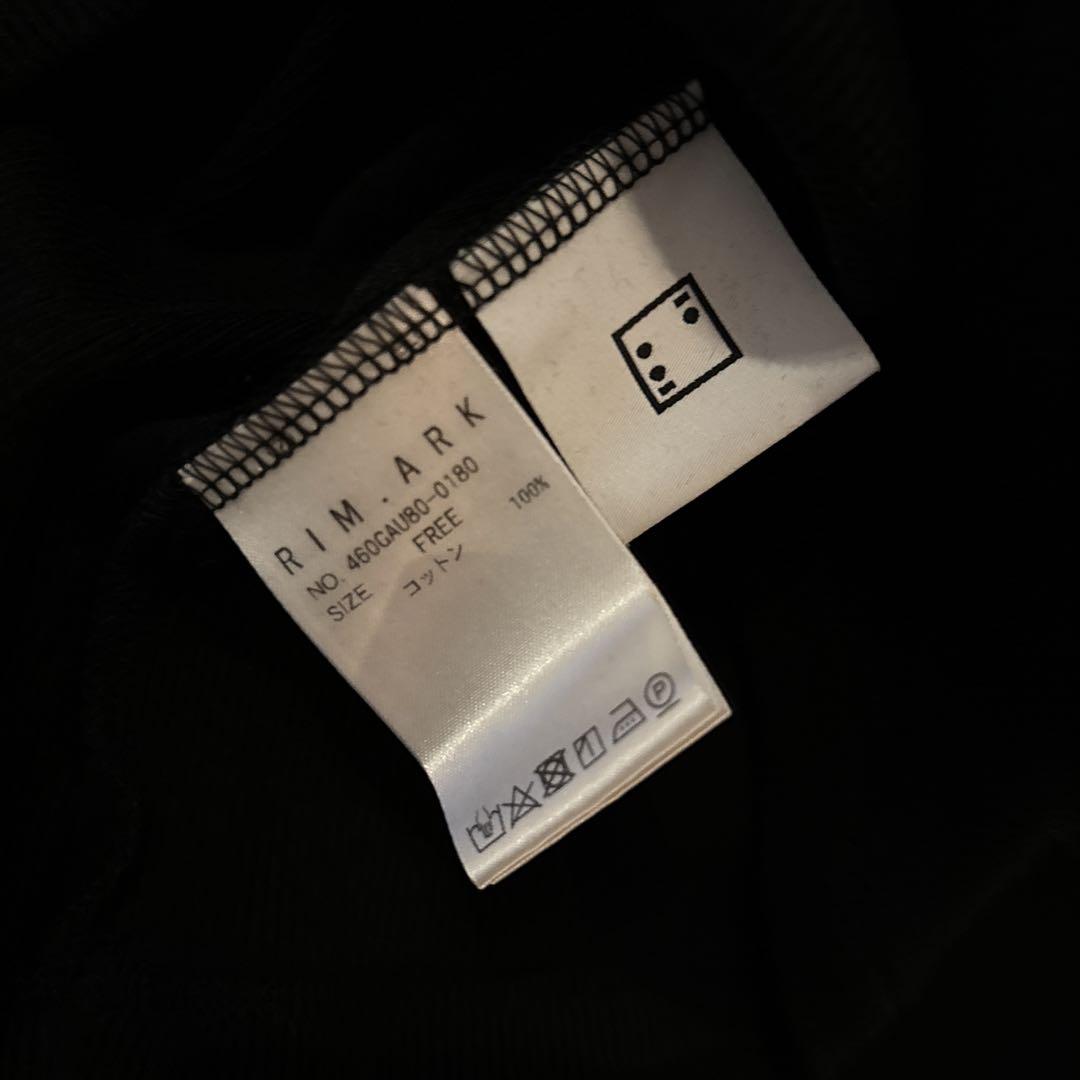 RIM.ARK
NO. 460GAU80-0180
SIZE FREE
コットン 100%
P